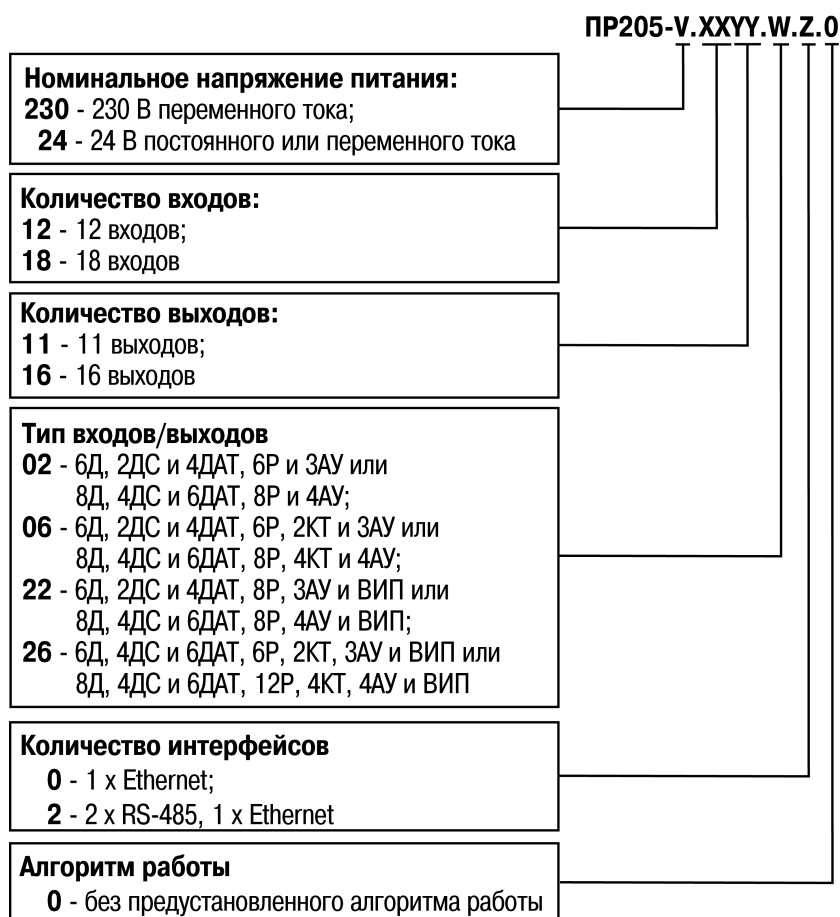 ПР205-V.XXYY.W.Z.0
Номинальное напряжение питания:
230 - 230 В переменного тока;
24 - 24 В постоянного или переменного тока
Количество входов:
12 - 12 входов;
18 - 18 входов
Количество выходов:
11 - 11 выходов;
16 - 16 выходов
Тип входов/выходов
02 - 6Д, 2ДС и 4ДАТ, 6Р и 3АУ или
8Д, 4ДС и 6ДАТ, 8Р и 4АУ;
06 - 6Д, 2ДС и 4ДАТ, 6Р, 2КТ и 3АУ или
8Д, 4ДС и 6ДАТ, 8Р, 4КТ и 4АУ;
22 - 6Д, 2ДС и 4ДАТ, 8Р, 3АУ и ВИП или
8Д, 4ДС и 6ДАТ, 8Р, 4АУ и ВИП;
26 - 6Д, 4ДС и 6ДАТ, 6Р, 2КТ, 3АУ и ВИП или
8Д, 4ДС и 6ДАТ, 12Р, 4КТ, 4АУ и ВИП
Количество интерфейсов
0 - 1 x Ethernet;
2 - 2 x RS-485, 1 x Ethernet
Алгоритм работы
0 - без предустановленного алгоритма работы